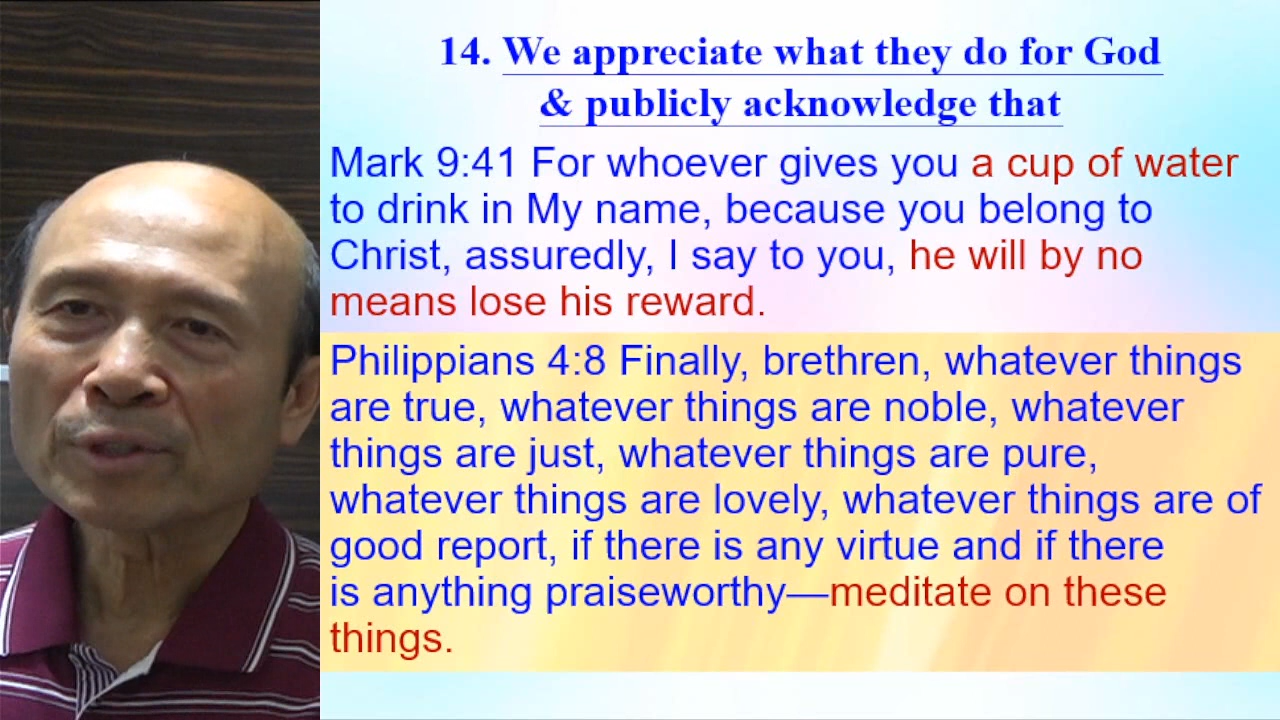 14. We appreciate what they do for God
& publicly acknowledge that
Mark 9:41 For whoever gives you a cup of water
to drink in My name, because you belong to
Christ, assuredly, I say to you, he will by no
means lose his reward.
Philippians 4:8 Finally, brethren, whatever things
are true, whatever things are noble, whatever
things are just, whatever things are pure,
whatever things are lovely, whatever things are of
good report, if there is any virtue and if there
is anything praiseworthy—meditate on these
things.